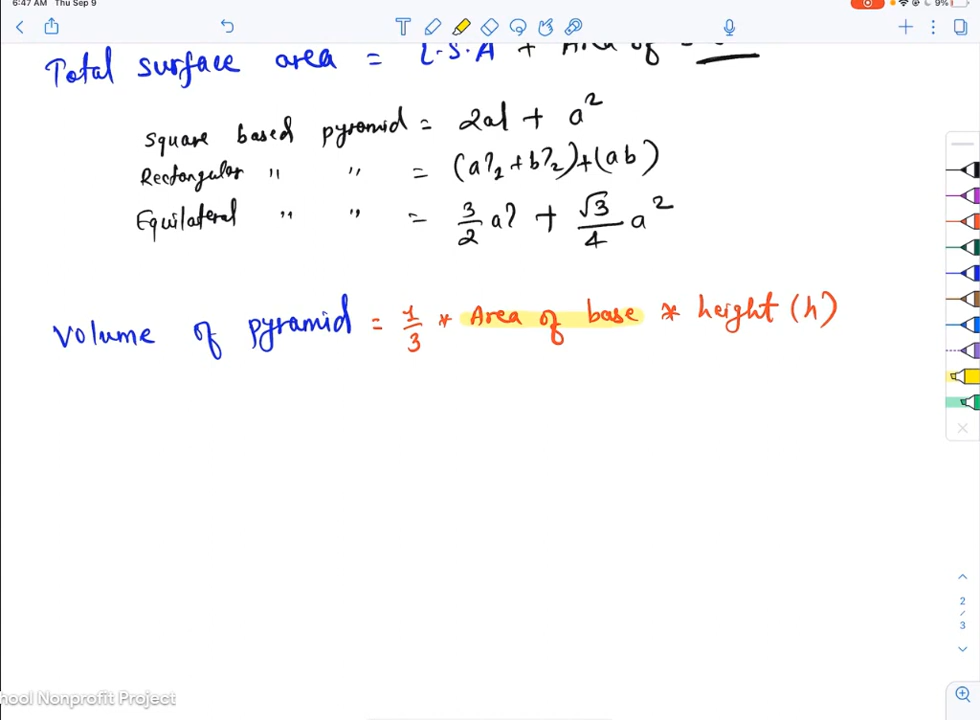 6:47 AM Thu Sep 9
9%
Total surface area = L.S.A + Area of
Square based pyramid = 2al + a²
Rectangular " " = (al₂ + bl₂)+(ab)
Equilateral " " = 3/2 al + √3/4 a²
Volume of pyramid = 1/3 * Area of base * height (h)
2
/
3
hool Nonprofit Project